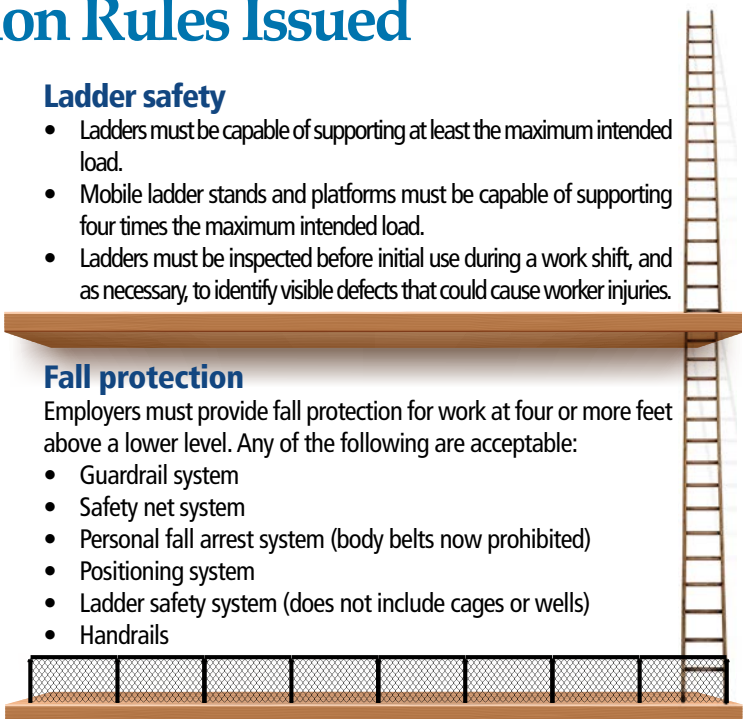 on Rules Issued
Ladder safety
• Ladders must be capable of supporting at least the maximum intended
load.
• Mobile ladder stands and platforms must be capable of supporting
four times the maximum intended load.
• Ladders must be inspected before initial use during a work shift, and
as necessary, to identify visible defects that could cause worker injuries.
Fall protection
Employers must provide fall protection for work at four or more feet
above a lower level. Any of the following are acceptable:
• Guardrail system
• Safety net system
• Personal fall arrest system (body belts now prohibited)
• Positioning system
• Ladder safety system (does not include cages or wells)
• Handrails